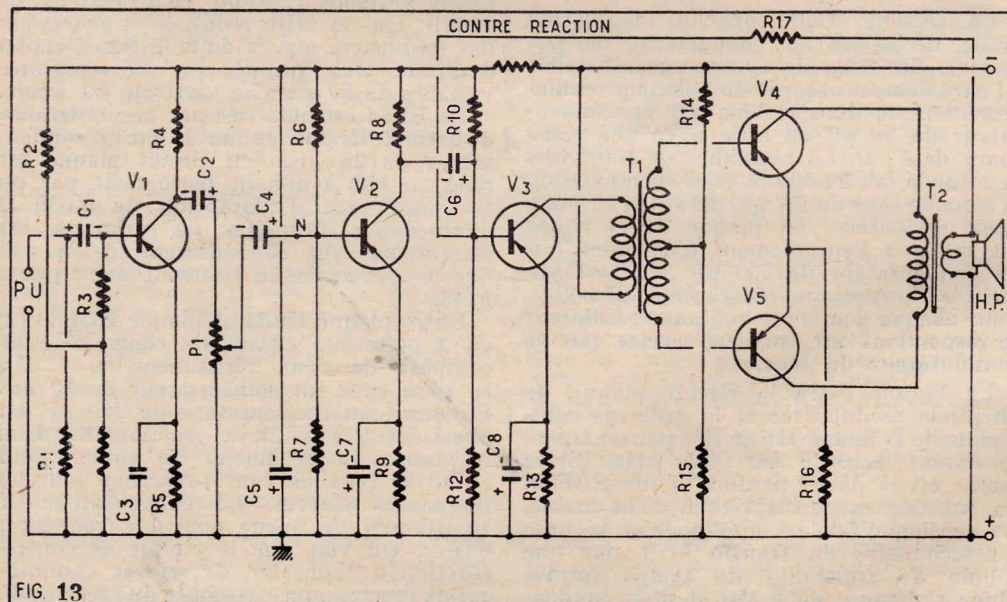 CONTRE REACTION
R17
R2
R4
R6
R8
R10
R14
V4
V1
C2
V2
C6
V3
T1
T2
C1
C4
N
P.U
R3
P1
H.P.
V5
R1
C3
R5
C5
R7
C7
R9
R12
C8
R13
R15
R16
FIG. 13